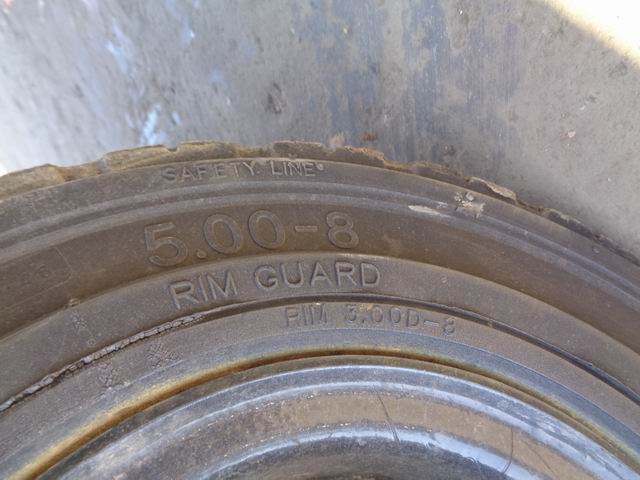 SAFETY LINE
5.00-8
RIM GUARD
RIM 3.00D-8